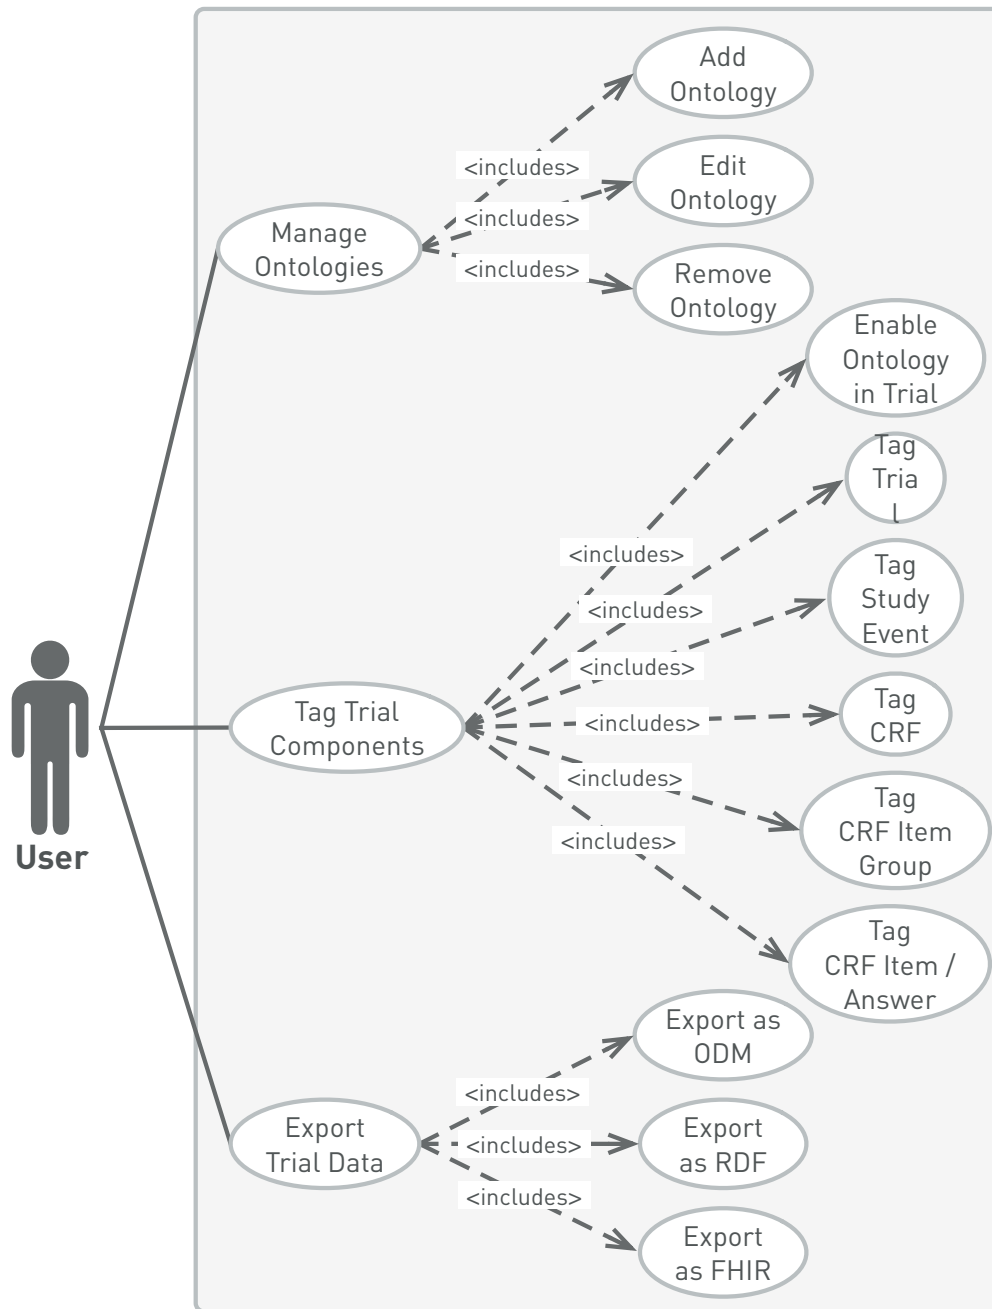 Add
Ontology
<includes>
Edit
Ontology
<includes>
Manage
Ontologies
<includes>
Remove
Ontology
Enable
Ontology
in Trial
Tag
Tria
l
<includes>
Tag
Study
Event
<includes>
<includes>
Tag Trial
Components
<includes>
Tag
CRF
<includes>
Tag
CRF Item
Group
<includes>
Tag
CRF Item /
Answer
User
Export as
ODM
<includes>
Export
Trial Data
<includes>
Export
as RDF
<includes>
Export
as FHIR